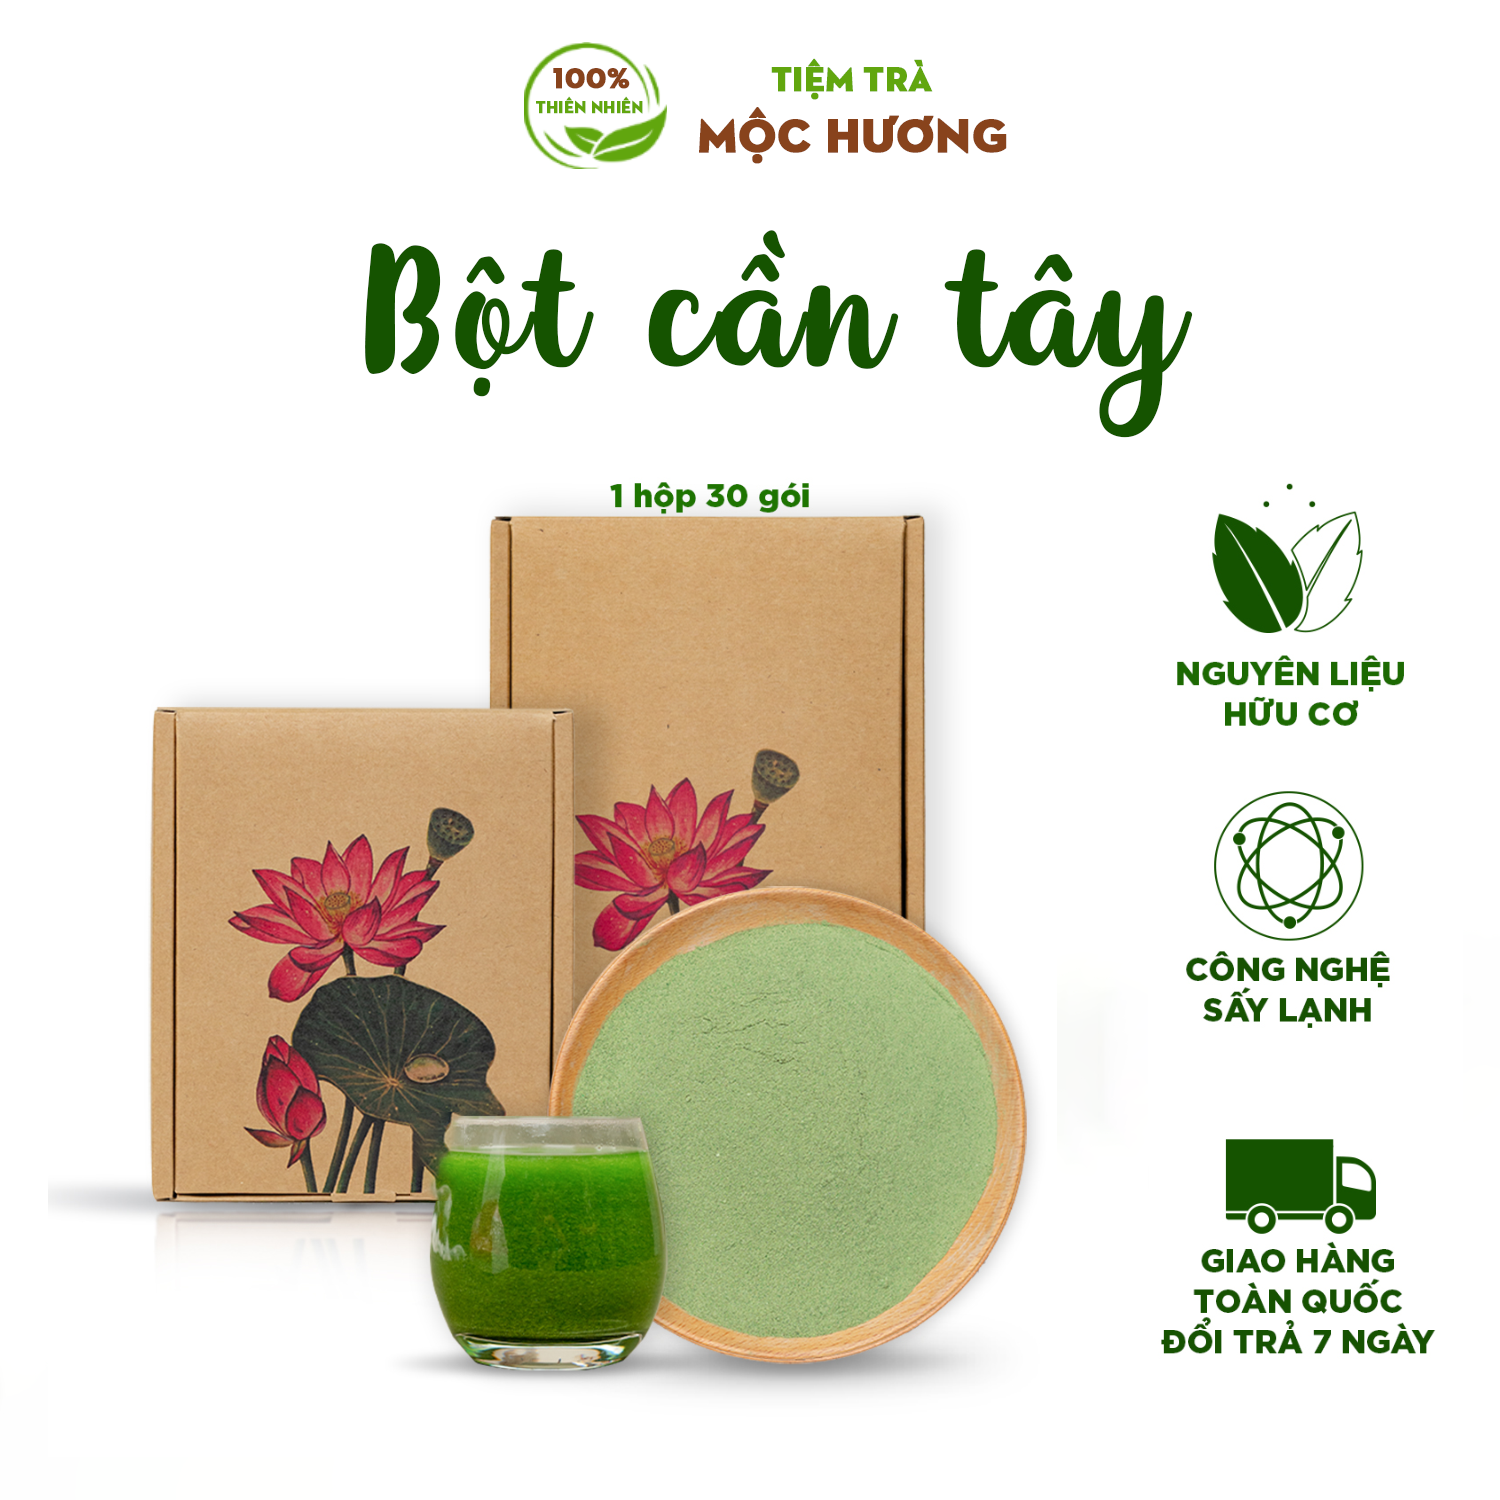 100%
THIÊN NHIÊN
TIỆM TRÀ
MỘC HƯƠNG
Bột cần tây
1 hộp 30 gói
NGUYÊN LIỆU
HỮU CƠ
CÔNG NGHỆ
SẤY LẠNH
GIAO HÀNG
TOÀN QUỐC
ĐỔI TRẢ 7 NGÀY